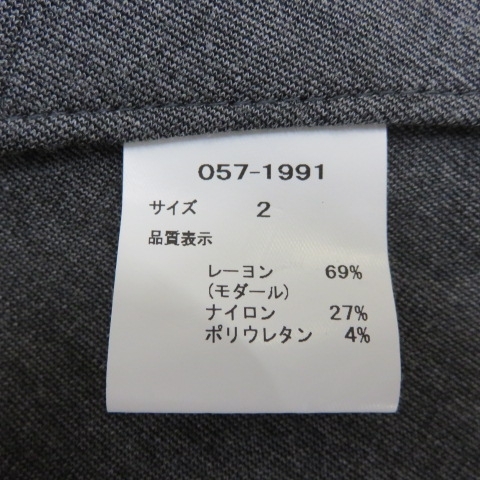 057-1991
サイズ 2
品質表示
レーヨン 69%
(モダール)
ナイロン 27%
ポリウレタン 4%